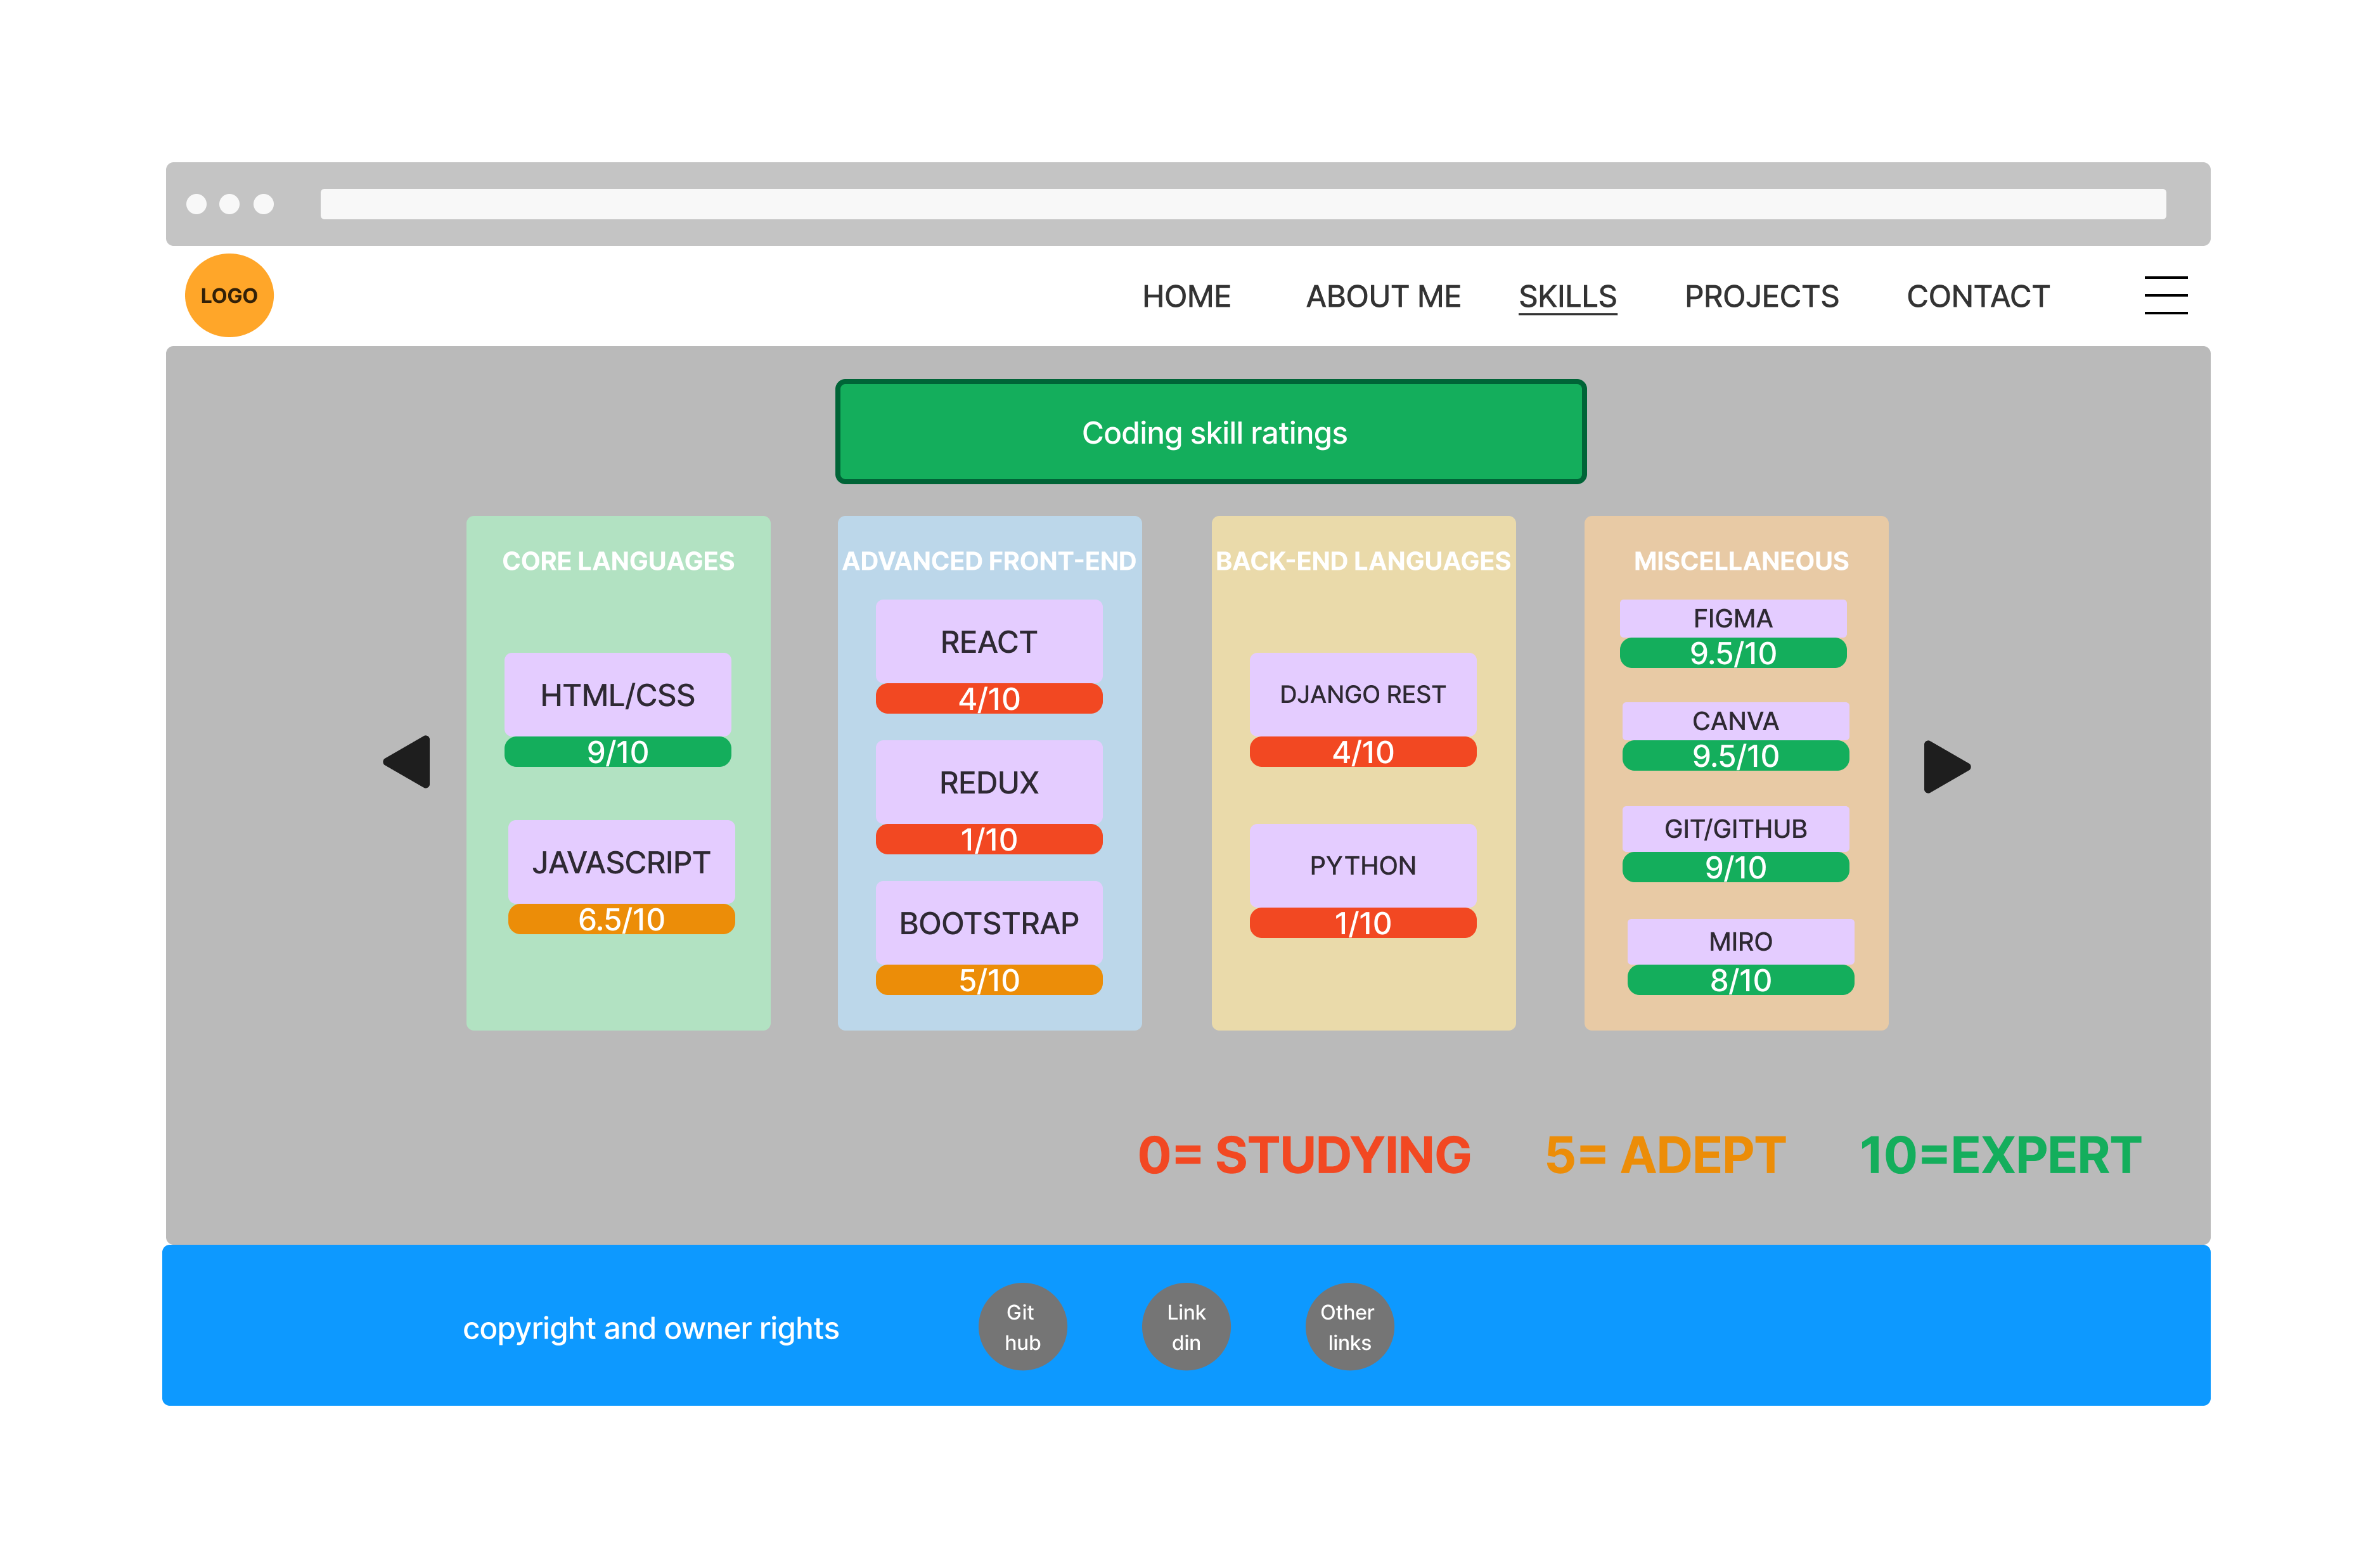 LOGO
HOME
ABOUT ME
SKILLS
PROJECTS
CONTACT
Coding skill ratings
CORE LANGUAGES
HTML/CSS
9/10
JAVASCRIPT
6.5/10
ADVANCED FRONT-END
REACT
4/10
REDUX
1/10
BOOTSTRAP
5/10
BACK-END LANGUAGES
DJANGO REST
4/10
PYTHON
1/10
MISCELLANEOUS
FIGMA
9.5/10
CANVA
9.5/10
GIT/GITHUB
9/10
MIRO
8/10
0= STUDYING
5= ADEPT
10=EXPERT
copyright and owner rights
Git
hub
Link
din
Other
links